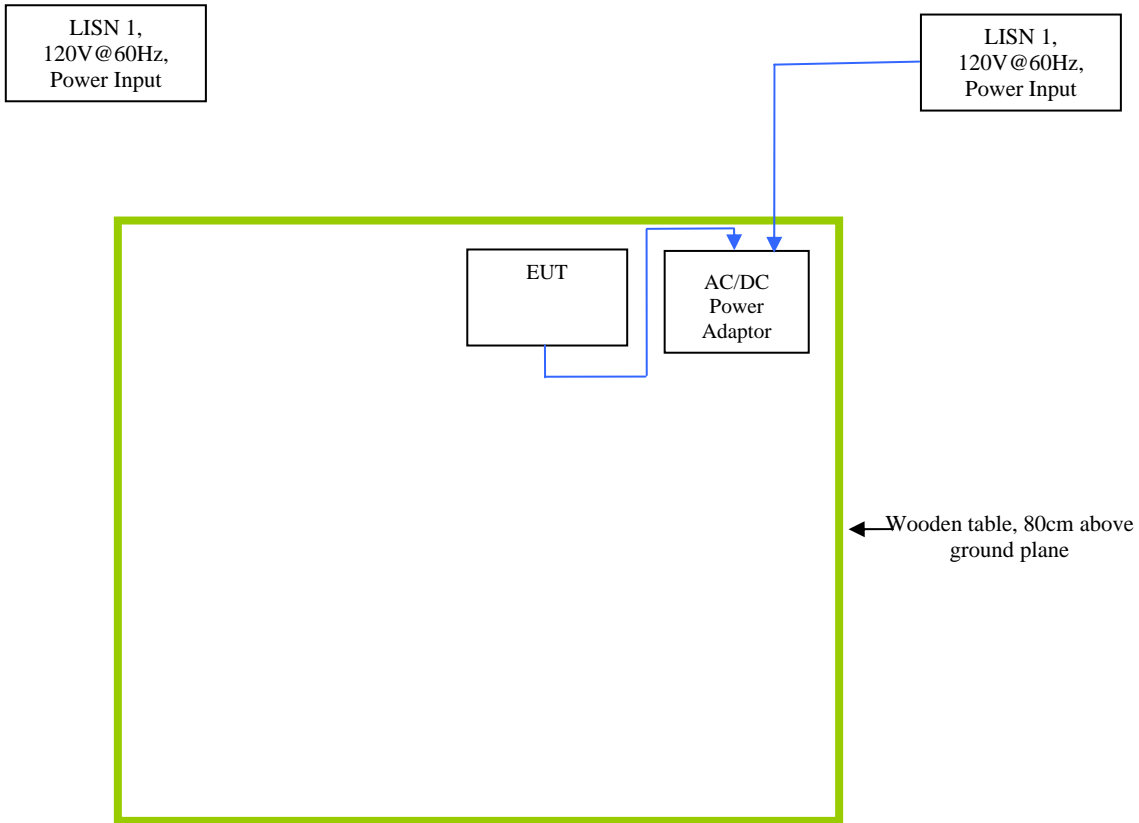 LISN 1,
120V@60Hz,
Power Input
LISN 1,
120V@60Hz,
Power Input
EUT
AC/DC
Power
Adaptor
Wooden table, 80cm above
ground plane